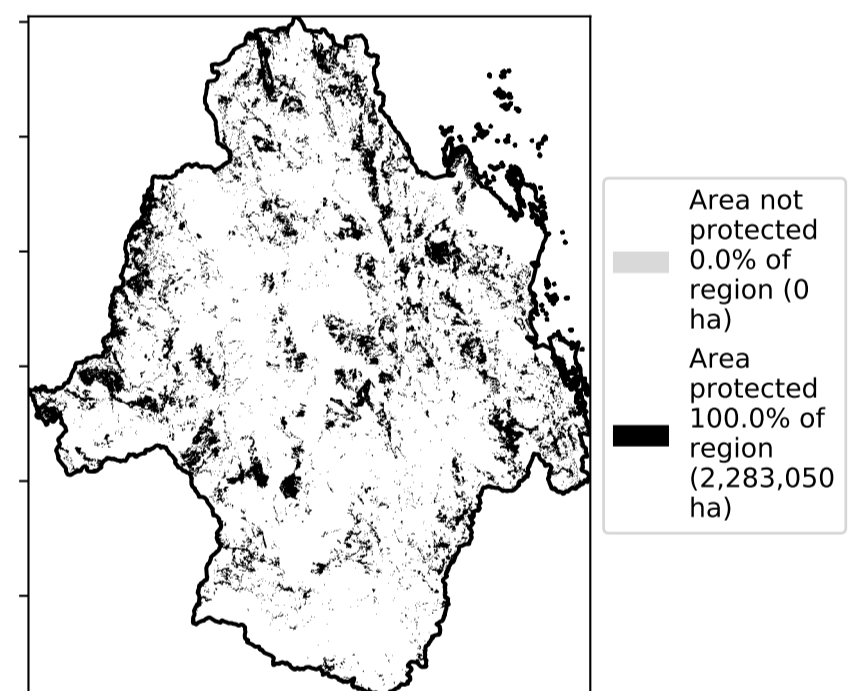 Area not
protected
0.0% of
region (0
ha)
Area
protected
100.0% of
region
(2,283,050
ha)